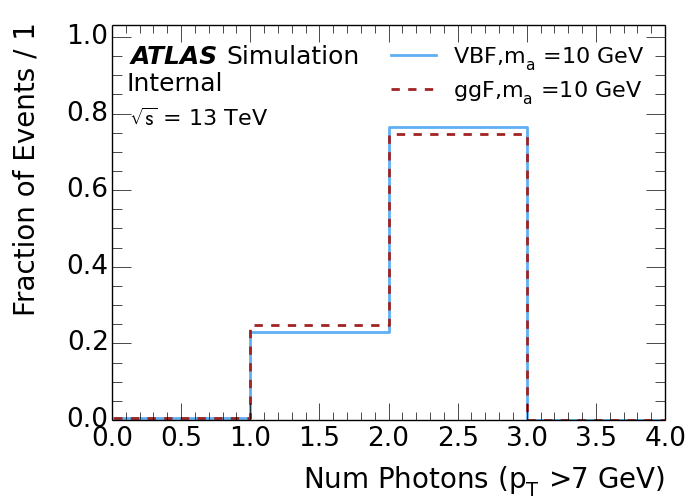 Fraction of Events / 1
1.0
0.8
0.6
0.4
0.2
0.0
ATLAS Simulation
Internal
√s = 13 TeV
VBF,mₐ =10 GeV
ggF,mₐ =10 GeV
0.0 0.5 1.0 1.5 2.0 2.5 3.0 3.5 4.0
Num Photons (p_T >7 GeV)